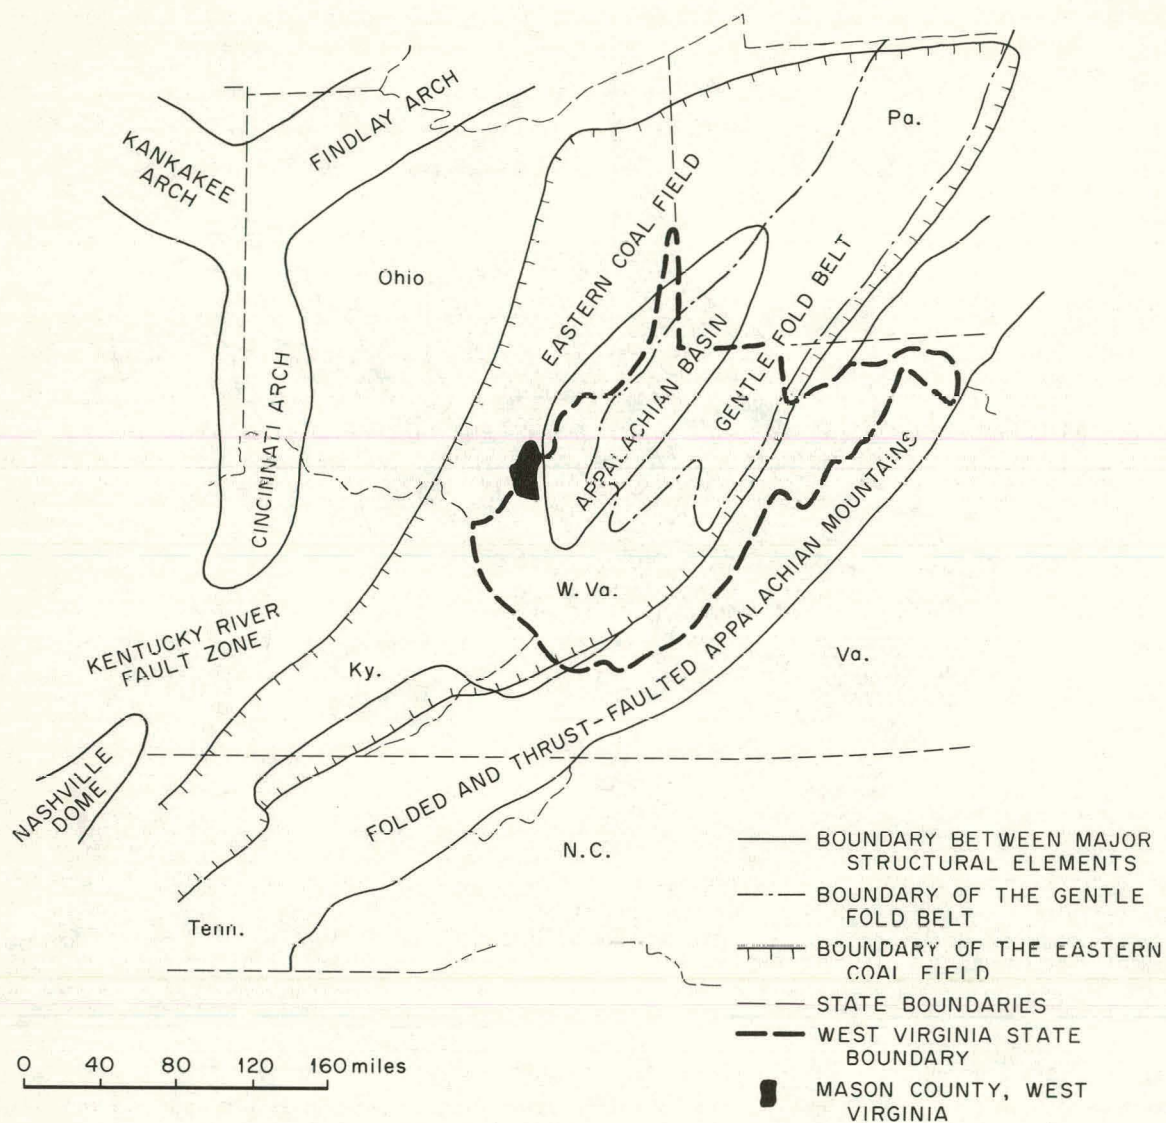 KANKAKEE
ARCH
FINDLAY ARCH
Pa.
EASTERN COAL FIELD
Ohio
GENTLE FOLD BELT
APPALACHIAN BASIN
CINCINNATI ARCH
W. Va.
FOLDED AND THRUST-FAULTED APPALACHIAN MOUNTAINS
KENTUCKY RIVER
FAULT ZONE
Ky.
Va.
NASHVILLE
DOME
N.C.
Tenn.
BOUNDARY BETWEEN MAJOR
STRUCTURAL ELEMENTS
BOUNDARY OF THE GENTLE
FOLD BELT
BOUNDARY OF THE EASTERN
COAL FIELD
STATE BOUNDARIES
WEST VIRGINIA STATE
BOUNDARY
MASON COUNTY, WEST
VIRGINIA
0 40 80 120 160 miles